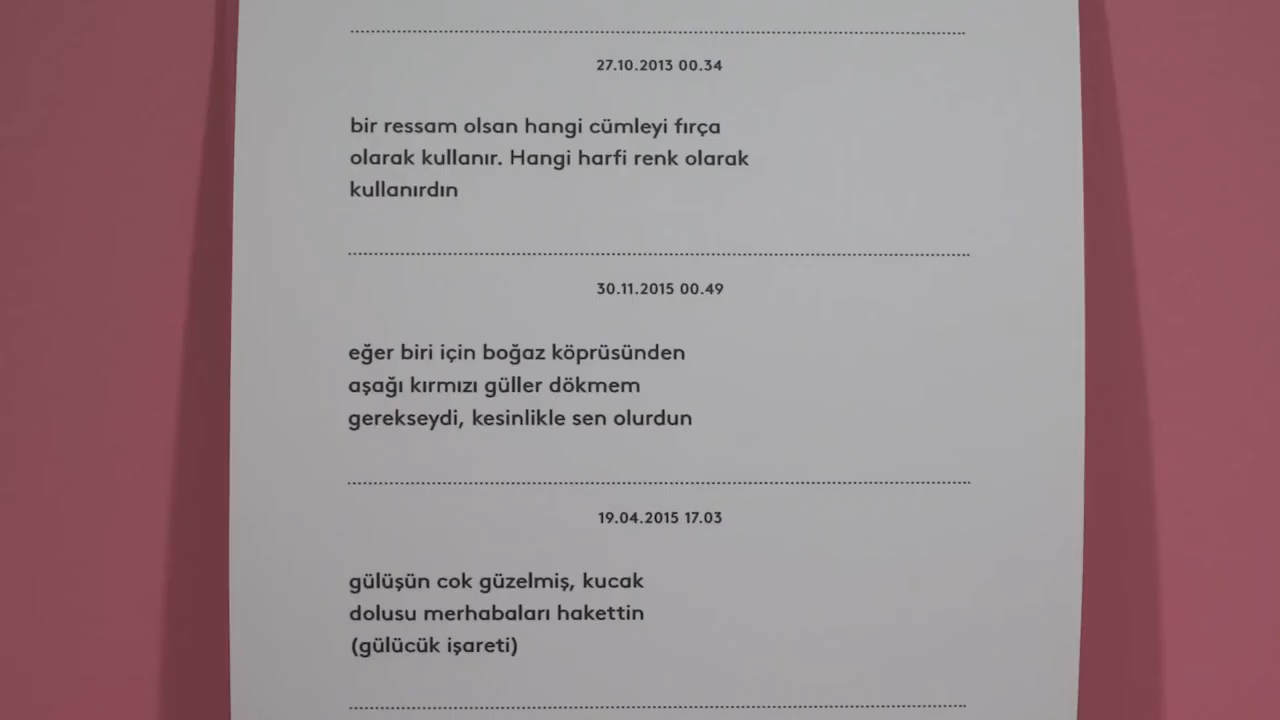 27.10.2013 00.34
bir ressam olsan hangi cümleyi fırça
olarak kullanır. Hangi harfi renk olarak
kullanırdın
30.11.2015 00.49
eğer biri için boğaz köprüsünden
aşağı kırmızı güller dökmem
gerekseydi, kesinlikle sen olurdun
19.04.2015 17.03
gülüşün cok güzelmiş, kucak
dolusu merhabaları hakettin
(gülücük işareti)